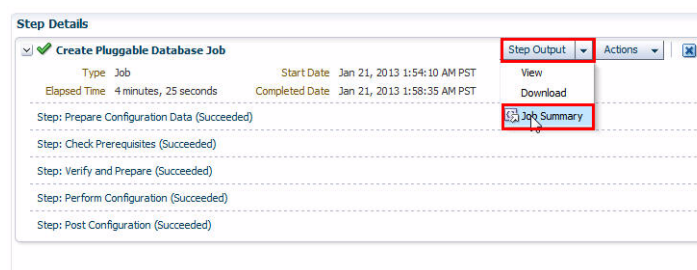 Step Details
Create Pluggable Database Job
Step Output
Actions
Type Job
Start Date Jan 21, 2013 1:54:10 AM PST
View
Elapsed Time 4 minutes, 25 seconds
Completed Date Jan 21, 2013 1:58:35 AM PST
Download
Step: Prepare Configuration Data (Succeeded)
Job Summary
Step: Check Prerequisites (Succeeded)
Step: Verify and Prepare (Succeeded)
Step: Perform Configuration (Succeeded)
Step: Post Configuration (Succeeded)